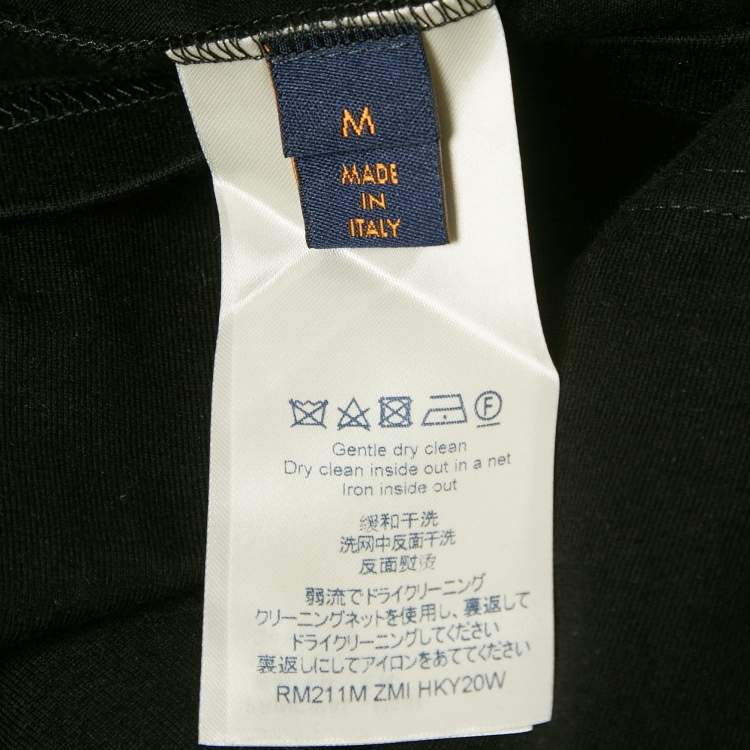 M
MADE
IN
ITALY
F
Gentle dry clean
Dry clean inside out in a net
Iron inside out
缓和干洗
洗网中反面干洗
反面熨烫
弱流でドライクリーニング
クリーニングネットを使用し、裏返して
ドライクリーニングしてください
裏返しにしてアイロンをあててください
RM211M ZMI HKY20W